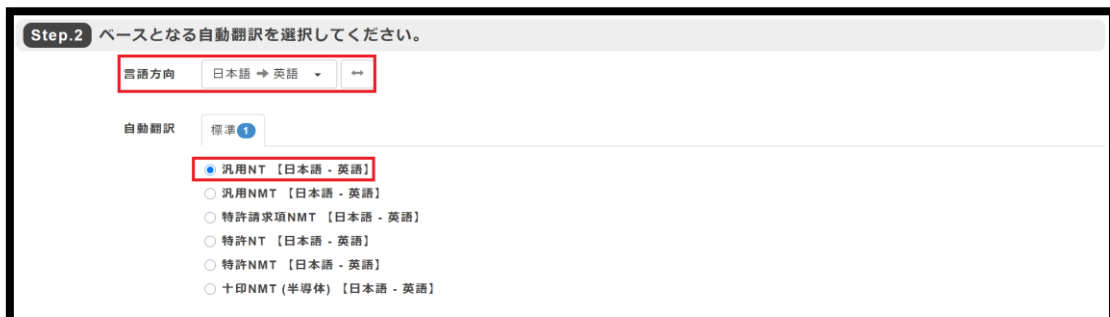 Step.2 ベースとなる自動翻訳を選択してください。
言語方向 日本語 ➔ 英語
自動翻訳 標準 1
汎用NT 【日本語 - 英語】
汎用NMT 【日本語 - 英語】
特許請求項NMT 【日本語 - 英語】
特許NT 【日本語 - 英語】
特許NMT 【日本語 - 英語】
十印NMT (半導体) 【日本語 - 英語】